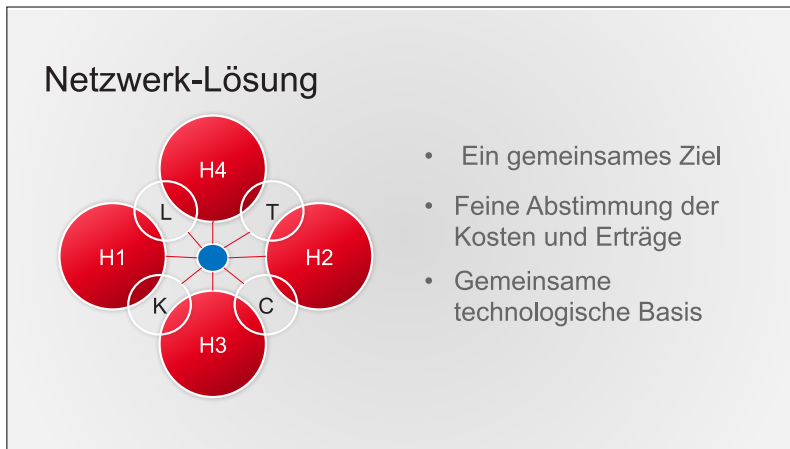 Netzwerk-Lösung
H4
L
T
H1
H2
K
C
H3
• Ein gemeinsames Ziel
• Feine Abstimmung der
Kosten und Erträge
• Gemeinsame
technologische Basis